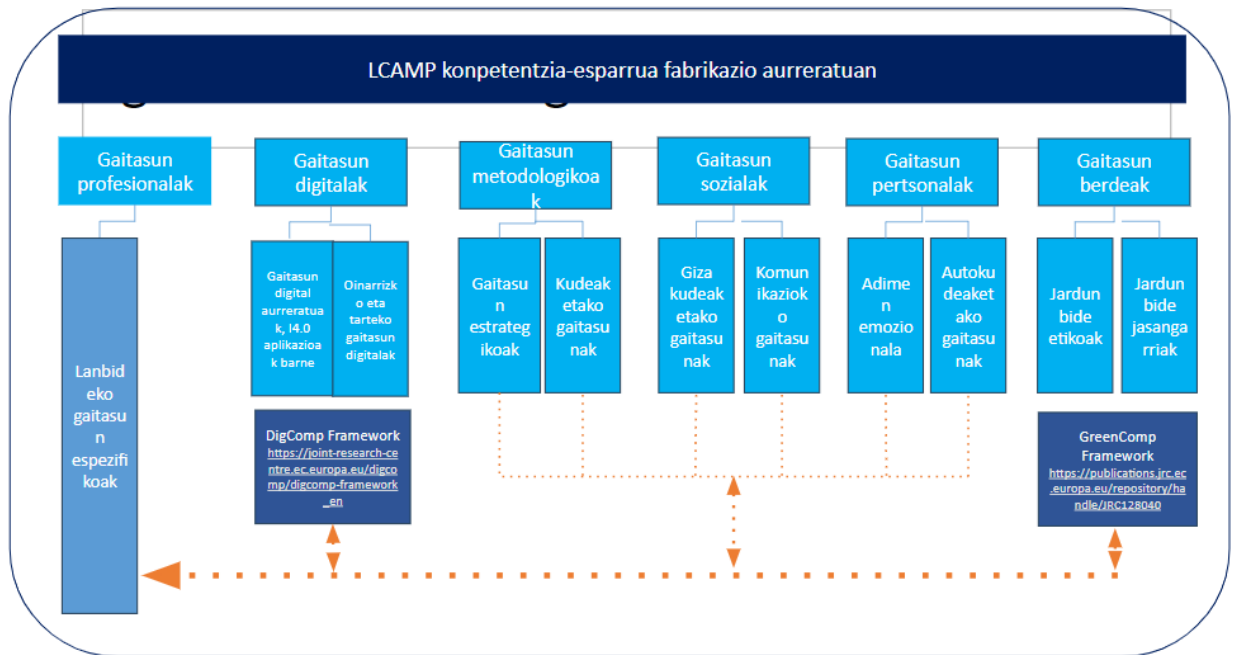 LCAMP konpetentzia-esparrua fabrikazio aurreratuan
Gaitasun
profesionalak
Gaitasun
digitalak
Gaitasun
metodologikoa
k
Gaitasun
sozialak
Gaitasun
pertsonalak
Gaitasun
berdeak
Lanbid
eko
gaitasu
n
espezifi
koak
Gaitasun
digital
aurreratua
k, I4.0
aplikazioa
k barne
Oinarrizk
o eta
tarteko
gaitasun
digitalak
Gaitasu
n
estrateg
ikoak
Kudeak
etako
gaitasu
nak
Giza
kudeak
etako
gaitasu
nak
Komun
ikazio
o
gaitasu
nak
Adime
n
emozio
nala
Autoku
deaket
ako
gaitasu
nak
Jardun
bide
etikoak
Jardun
bide
jasanga
rriak
DigComp Framework
https://joint-research-ce
ntre.ec.europa.eu/digco
mp/digcomp-framework
_en
GreenComp
Framework
https://publications.jrc.ec
.europa.eu/repository/ha
ndle/JRC128040